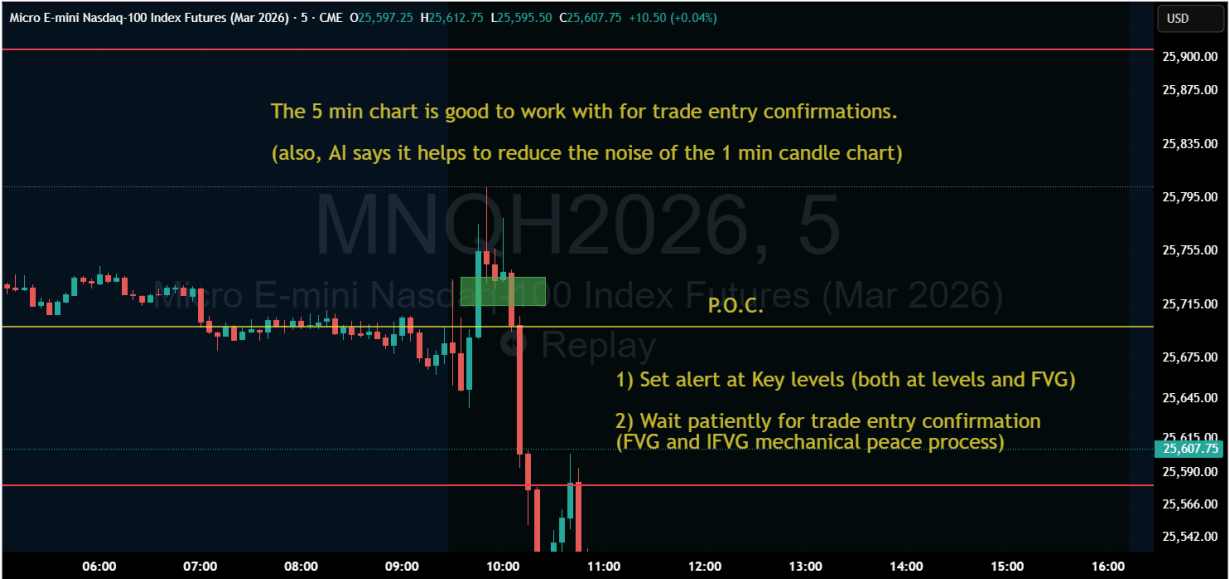 Micro E-mini Nasdaq-100 Index Futures (Mar 2026) · 5 · CME O25,597.25 H25,612.75 L25,595.50 C25,607.75 +10.50 (+0.04%)
USD
25,900.00
25,875.00
The 5 min chart is good to work with for trade entry confirmations.
(also, AI says it helps to reduce the noise of the 1 min candle chart)
25,835.00
25,795.00
MNQH2026, 5
25,755.00
Micro E-mini Nasdaq-100 Index Futures (Mar 2026)
P.O.C.
25,715.00
Replay
25,675.00
1) Set alert at Key levels (both at levels and FVG)
25,645.00
2) Wait patiently for trade entry confirmation
(FVG and IFVG mechanical peace process)
25,615.00
25,607.75
25,590.00
25,566.00
25,542.00
06:00 07:00 08:00 09:00 10:00 11:00 12:00 13:00 14:00 15:00 16:00